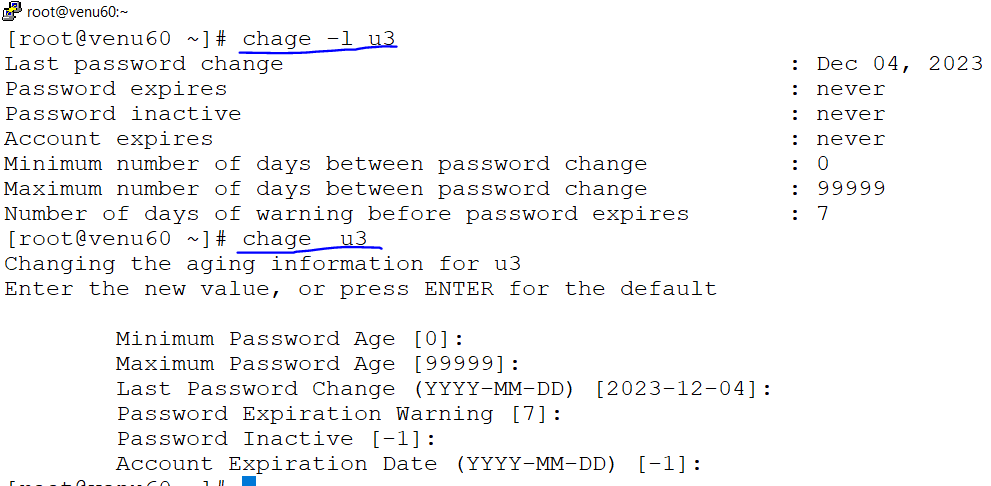 root@venu60:~
[root@venu60 ~]# chage -l u3
Last password change : Dec 04, 2023
Password expires : never
Password inactive : never
Account expires : never
Minimum number of days between password change : 0
Maximum number of days between password change : 99999
Number of days of warning before password expires : 7
[root@venu60 ~]# chage  u3
Changing the aging information for u3
Enter the new value, or press ENTER for the default
Minimum Password Age [0]:
Maximum Password Age [99999]:
Last Password Change (YYYY-MM-DD) [2023-12-04]:
Password Expiration Warning [7]:
Password Inactive [-1]:
Account Expiration Date (YYYY-MM-DD) [-1]:
[root@venu60 ~]#